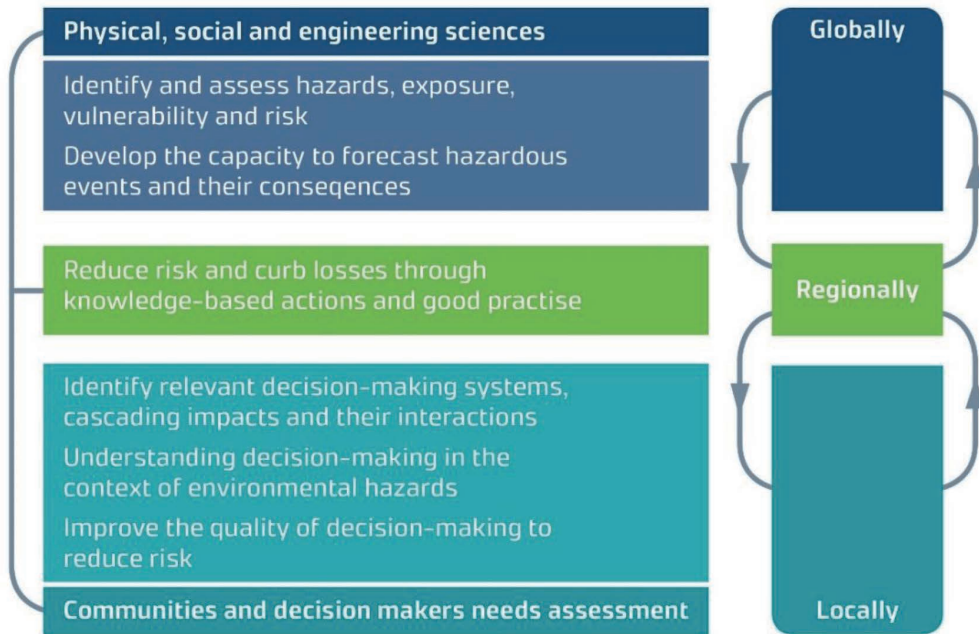 Physical, social and engineering sciences
Identify and assess hazards, exposure,
vulnerability and risk
Develop the capacity to forecast hazardous
events and their conseqences
Reduce risk and curb losses through
knowledge-based actions and good practise
Identify relevant decision-making systems,
cascading impacts and their interactions
Understanding decision-making in the
context of environmental hazards
Improve the quality of decision-making to
reduce risk
Communities and decision makers needs assessment
Globally
Regionally
Locally